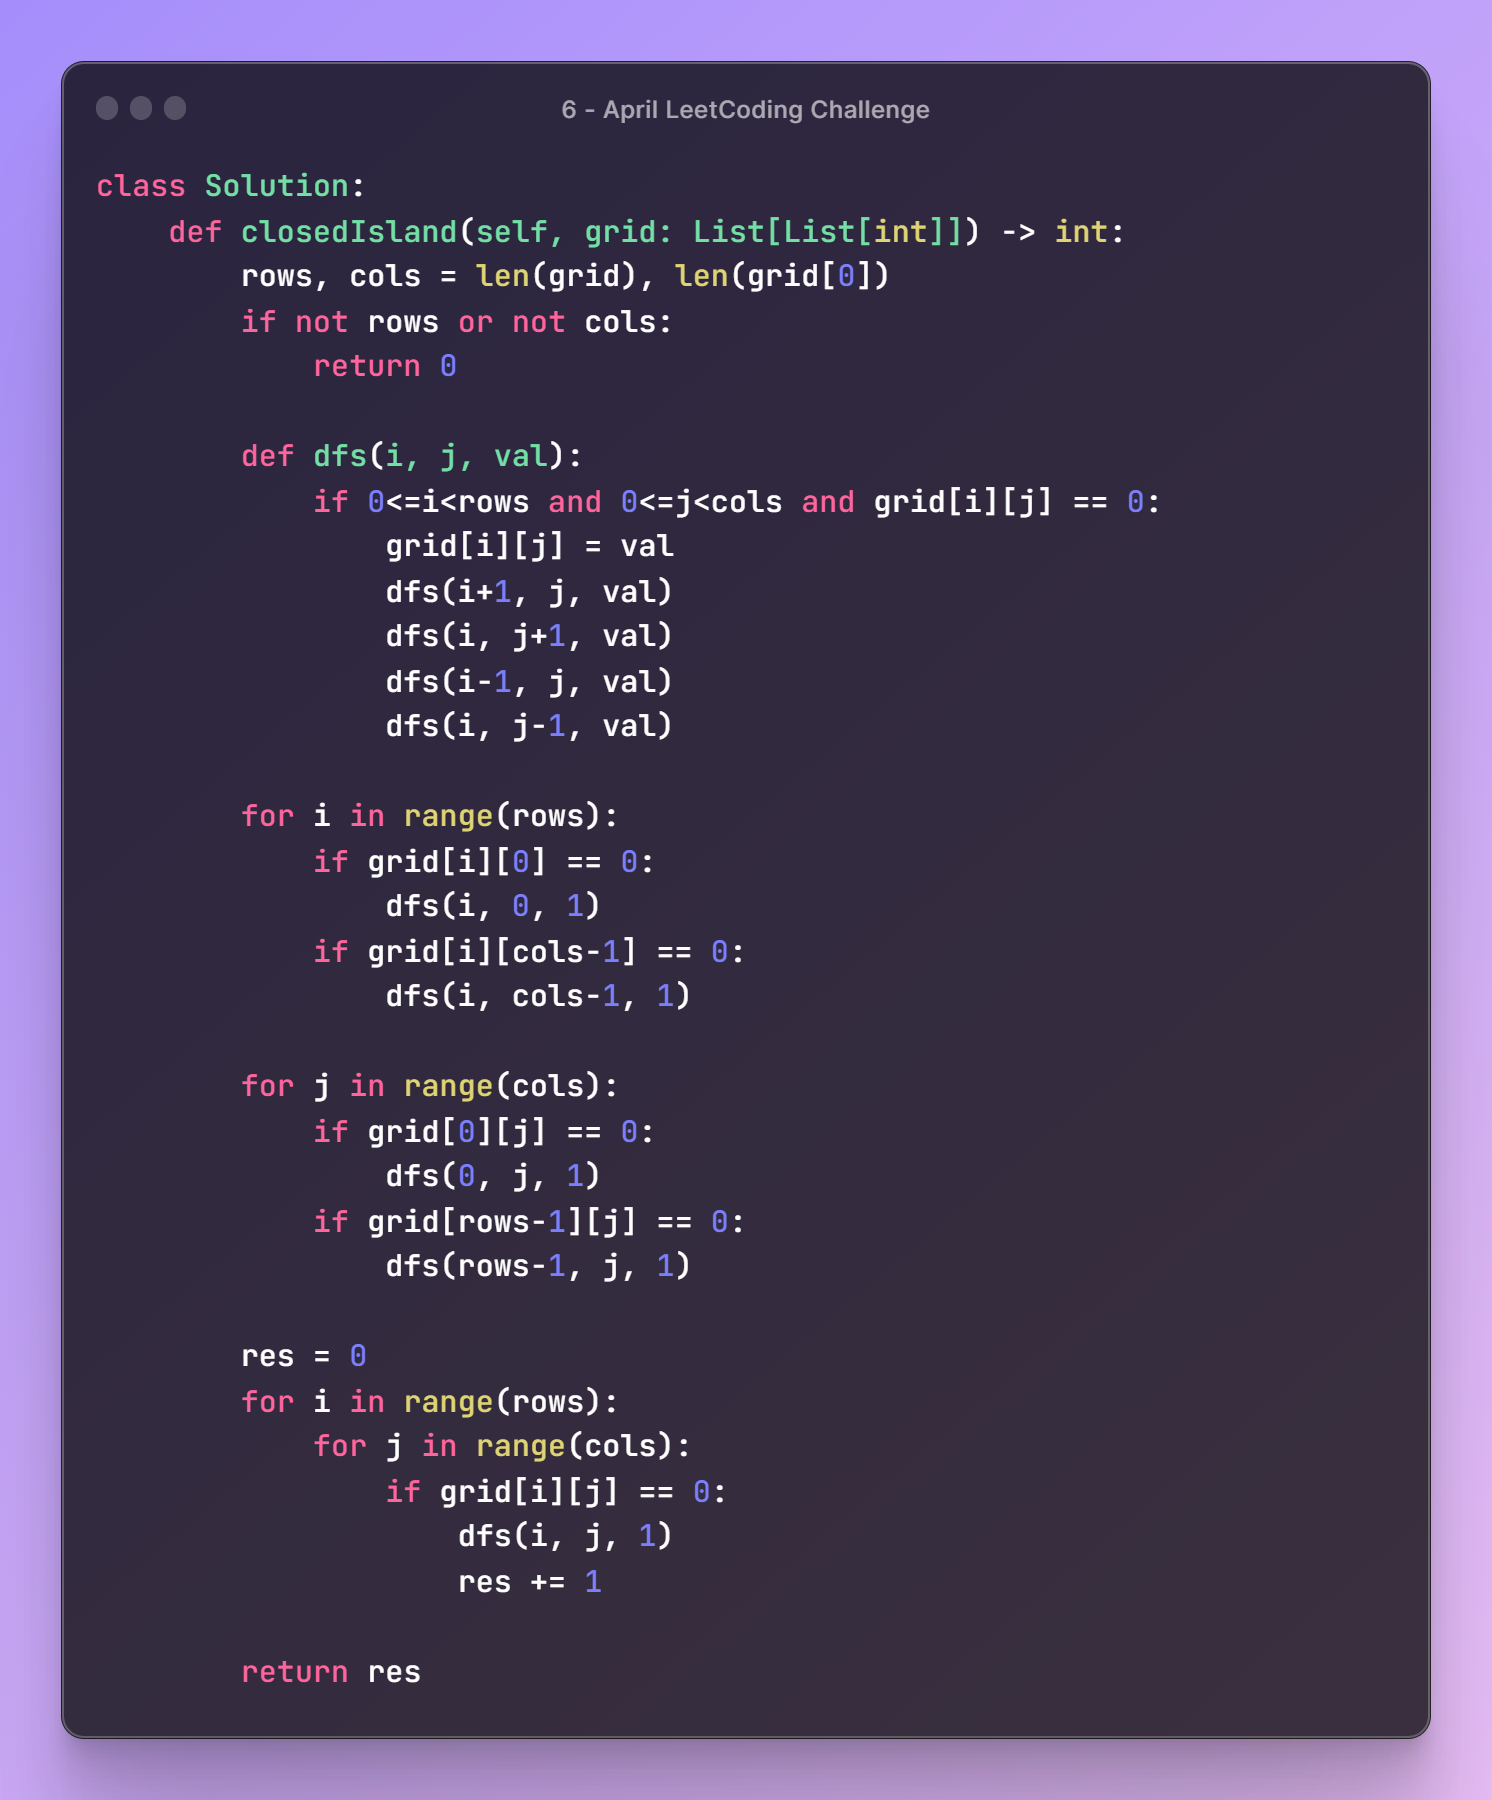 6 - April LeetCoding Challenge
class Solution:
    def closedIsland(self, grid: List[List[int]]) -> int:
        rows, cols = len(grid), len(grid[0])
        if not rows or not cols:
            return 0

        def dfs(i, j, val):
            if 0<=i<rows and 0<=j<cols and grid[i][j] == 0:
                grid[i][j] = val
                dfs(i+1, j, val)
                dfs(i, j+1, val)
                dfs(i-1, j, val)
                dfs(i, j-1, val)

        for i in range(rows):
            if grid[i][0] == 0:
                dfs(i, 0, 1)
            if grid[i][cols-1] == 0:
                dfs(i, cols-1, 1)

        for j in range(cols):
            if grid[0][j] == 0:
                dfs(0, j, 1)
            if grid[rows-1][j] == 0:
                dfs(rows-1, j, 1)

        res = 0
        for i in range(rows):
            for j in range(cols):
                if grid[i][j] == 0:
                    dfs(i, j, 1)
                    res += 1

        return res